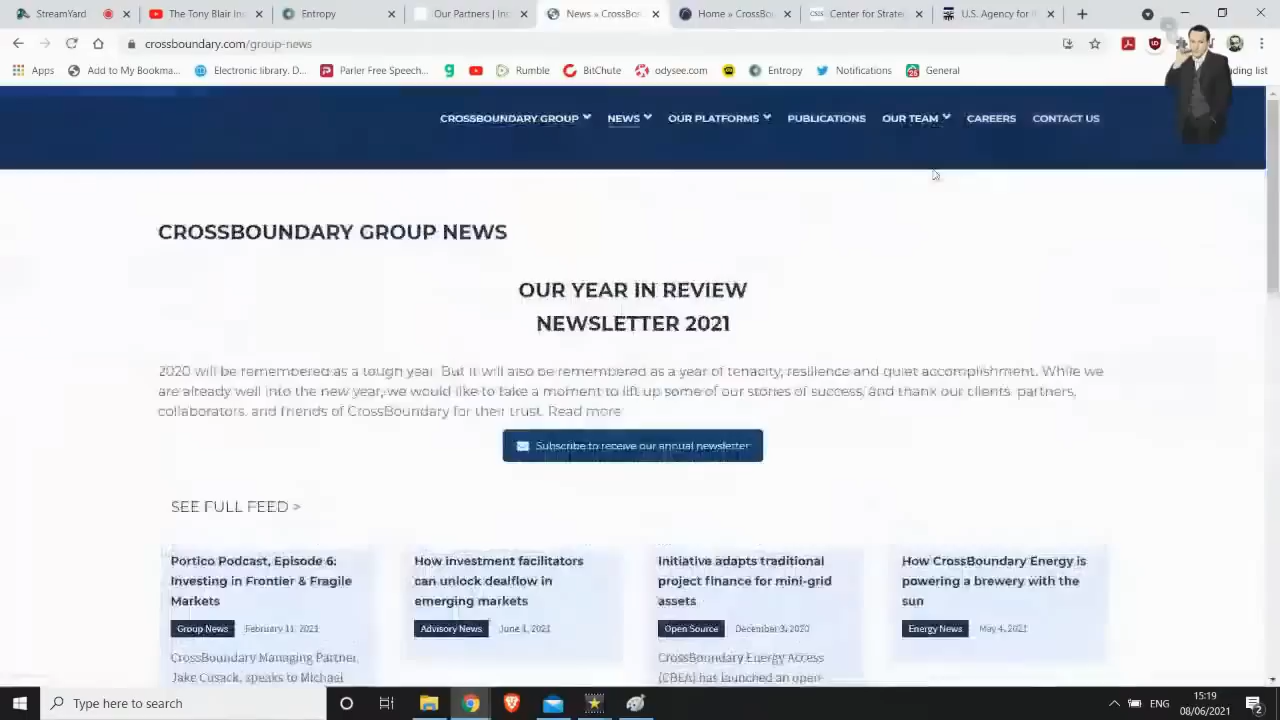 StreamYard
The Tony Blair Ins
Entropy
Our Partners | Ins
News » CrossBo
Home » CrossBo
Center for Strate
U.S. Agency for I
crossboundary.com/group-news
Apps
Add to My Bookma...
Electronic library. D...
Parler Free Speech...
Rumble
BitChute
odysee.com
Entropy
Notifications
General
ding list
CROSSBOUNDARY GROUP
NEWS
OUR PLATFORMS
PUBLICATIONS
OUR TEAM
CAREERS
CONTACT US
CROSSBOUNDARY GROUP NEWS
OUR YEAR IN REVIEW
NEWSLETTER 2021
2020 will be remembered as a tough year. But it will also be remembered as a year of tenacity, resilience and quiet accomplishment. While we
are already well into the new year, we would like to take a moment to lift up some of our stories of success, and thank our clients, partners,
collaborators, and friends of CrossBoundary for their trust. Read more
Subscribe to receive our annual newsletter
SEE FULL FEED >
Portico Podcast, Episode 6:
Investing in Frontier & Fragile
Markets
Group News February 11, 2021
CrossBoundary Managing Partner,
Jake Cusack, speaks to Michael
How investment facilitators
can unlock dealflow in
emerging markets
Advisory News June 1, 2021
Initiative adapts traditional
project finance for mini-grid
assets
Open Source December 3, 2020
CrossBoundary Energy Access
(CBEA) has launched an open-
How CrossBoundary Energy is
powering a brewery with the
sun
Energy News May 4, 2021
Type here to search
ENG
15:19
08/06/2021
2